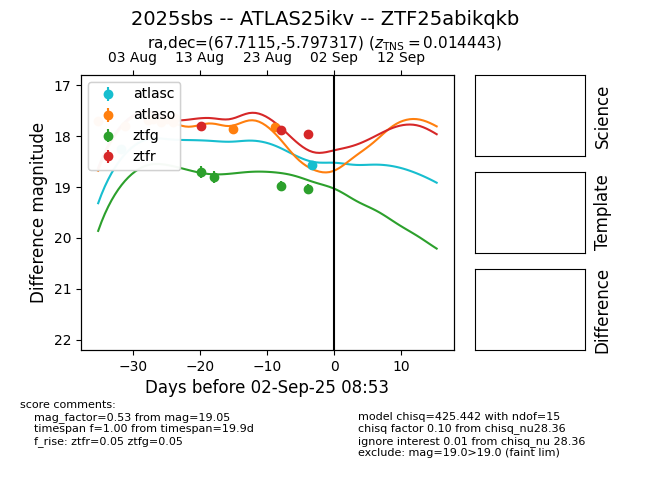 2025sbs -- ATLAS25ikv -- ZTF25abikqkb
ra,dec=(67.7115,-5.797317) (z_TNS = 0.014443)
03 Aug 13 Aug 23 Aug 02 Sep 12 Sep
atlasc
atlaso
ztfg
ztfr
17
18
19
20
21
22
Difference magnitude
−30 −20 −10 0 10
Days before 02-Sep-25 08:53
Science
Template
Difference
score comments:
mag_factor=0.53 from mag=19.05
timespan f=1.00 from timespan=19.9d
f_rise: ztfr=0.05 ztfg=0.05
model chisq=425.442 with ndof=15
chisq factor 0.10 from chisq_nu28.36
ignore interest 0.01 from chisq_nu 28.36
exclude: mag=19.0>19.0 (faint lim)